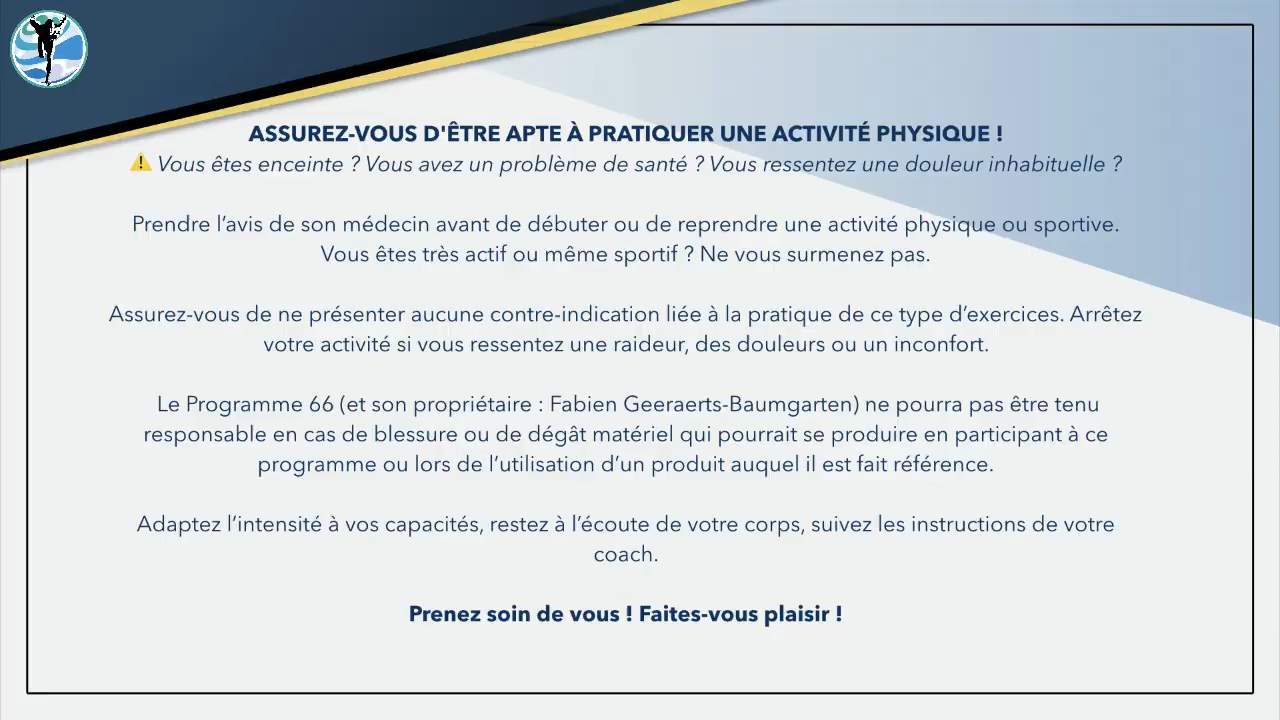 ASSUREZ-VOUS D'ÊTRE APTE À PRATIQUER UNE ACTIVITÉ PHYSIQUE !
⚠️ Vous êtes enceinte ? Vous avez un problème de santé ? Vous ressentez une douleur inhabituelle ?
Prendre l’avis de son médecin avant de débuter ou de reprendre une activité physique ou sportive.
Vous êtes très actif ou même sportif ? Ne vous surmenez pas.
Assurez-vous de ne présenter aucune contre-indication liée à la pratique de ce type d’exercices. Arrêtez
votre activité si vous ressentez une raideur, des douleurs ou un inconfort.
Le Programme 66 (et son propriétaire : Fabien Geeraerts-Baumgarten) ne pourra pas être tenu
responsable en cas de blessure ou de dégât matériel qui pourrait se produire en participant à ce
programme ou lors de l’utilisation d’un produit auquel il est fait référence.
Adaptez l’intensité à vos capacités, restez à l’écoute de votre corps, suivez les instructions de votre
coach.
Prenez soin de vous ! Faites-vous plaisir !